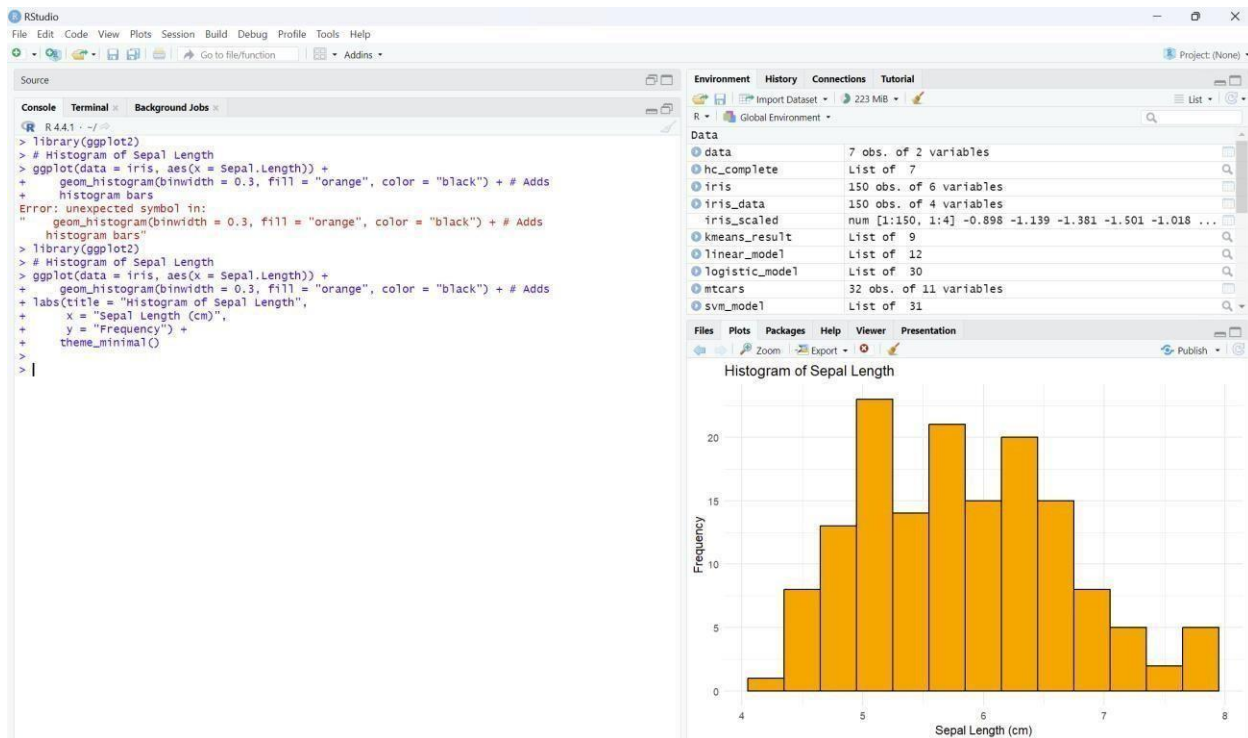 RStudio
File Edit Code View Plots Session Build Debug Profile Tools Help
Go to file/function Addins Project: (None)
Source
Console Terminal Background Jobs
R 4.4.1 · ~/
> library(ggplot2)
> # Histogram of Sepal Length
> ggplot(data = iris, aes(x = Sepal.Length)) +
+     geom_histogram(binwidth = 0.3, fill = "orange", color = "black") + # Adds
+     histogram bars
Error: unexpected symbol in:
"    geom_histogram(binwidth = 0.3, fill = "orange", color = "black") + # Adds
    histogram bars"
> library(ggplot2)
> # Histogram of Sepal Length
> ggplot(data = iris, aes(x = Sepal.Length)) +
+     geom_histogram(binwidth = 0.3, fill = "orange", color = "black") + # Adds
+ labs(title = "Histogram of Sepal Length",
+      x = "Sepal Length (cm)",
+      y = "Frequency") +
+     theme_minimal()
>
>
Environment History Connections Tutorial
Import Dataset 223 MiB List
R Global Environment
Data
data 7 obs. of 2 variables
hc_complete List of 7
iris 150 obs. of 6 variables
iris_data 150 obs. of 4 variables
iris_scaled num [1:150, 1:4] -0.898 -1.139 -1.381 -1.501 -1.018 ...
kmeans_result List of 9
linear_model List of 12
logistic_model List of 30
mtcars 32 obs. of 11 variables
svm_model List of 31
Files Plots Packages Help Viewer Presentation
Zoom Export Publish
Histogram of Sepal Length
20
15
10
5
0
Frequency
4 5 6 7 8
Sepal Length (cm)